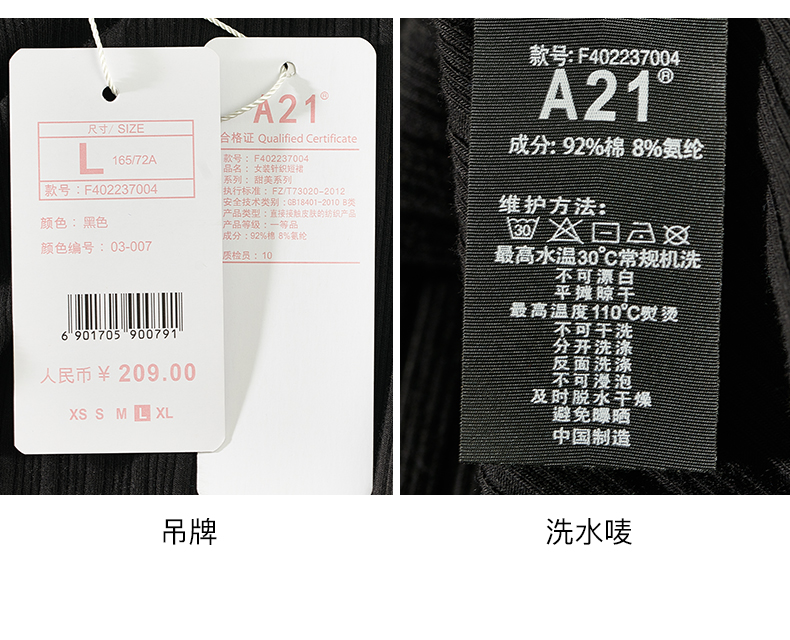 尺寸/ SIZE
L 165/72A
款号：F402237004
颜色：黑色
颜色编号：03-007
6 901705 900791
人民币 ¥ 209.00
XS S M L XL
A21®
合格证 Qualified Certificate
款号：F402237004
品名：女装针织短裙
系列：甜美系列
执行标准：FZ/T73020-2012
安全技术类别：GB18401-2010 B类
产品类型：直接接触皮肤的纺织产品
产品等级：一等品
成分：92%棉 8%氨纶
质检员：10
吊牌
款号: F402237004
A21®
成分: 92%棉 8%氨纶
维护方法:
30
最高水温30°C常规机洗
不可漂白
平摊晾干
最高温度110°C熨烫
不可干洗
分开洗涤
反面洗涤
不可浸泡
及时脱水干燥
避免曝晒
中国制造
洗水唛